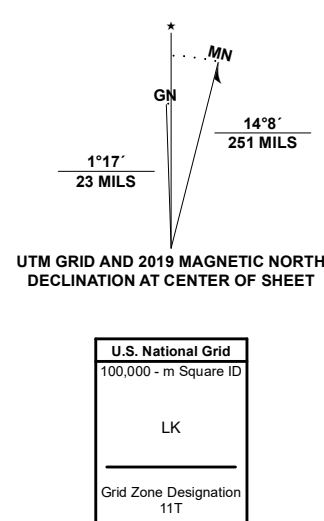 MN
GN
14°8´
251 MILS
1°17´
23 MILS
UTM GRID AND 2019 MAGNETIC NORTH
DECLINATION AT CENTER OF SHEET
U.S. National Grid
100,000 - m Square ID
LK
Grid Zone Designation
11T